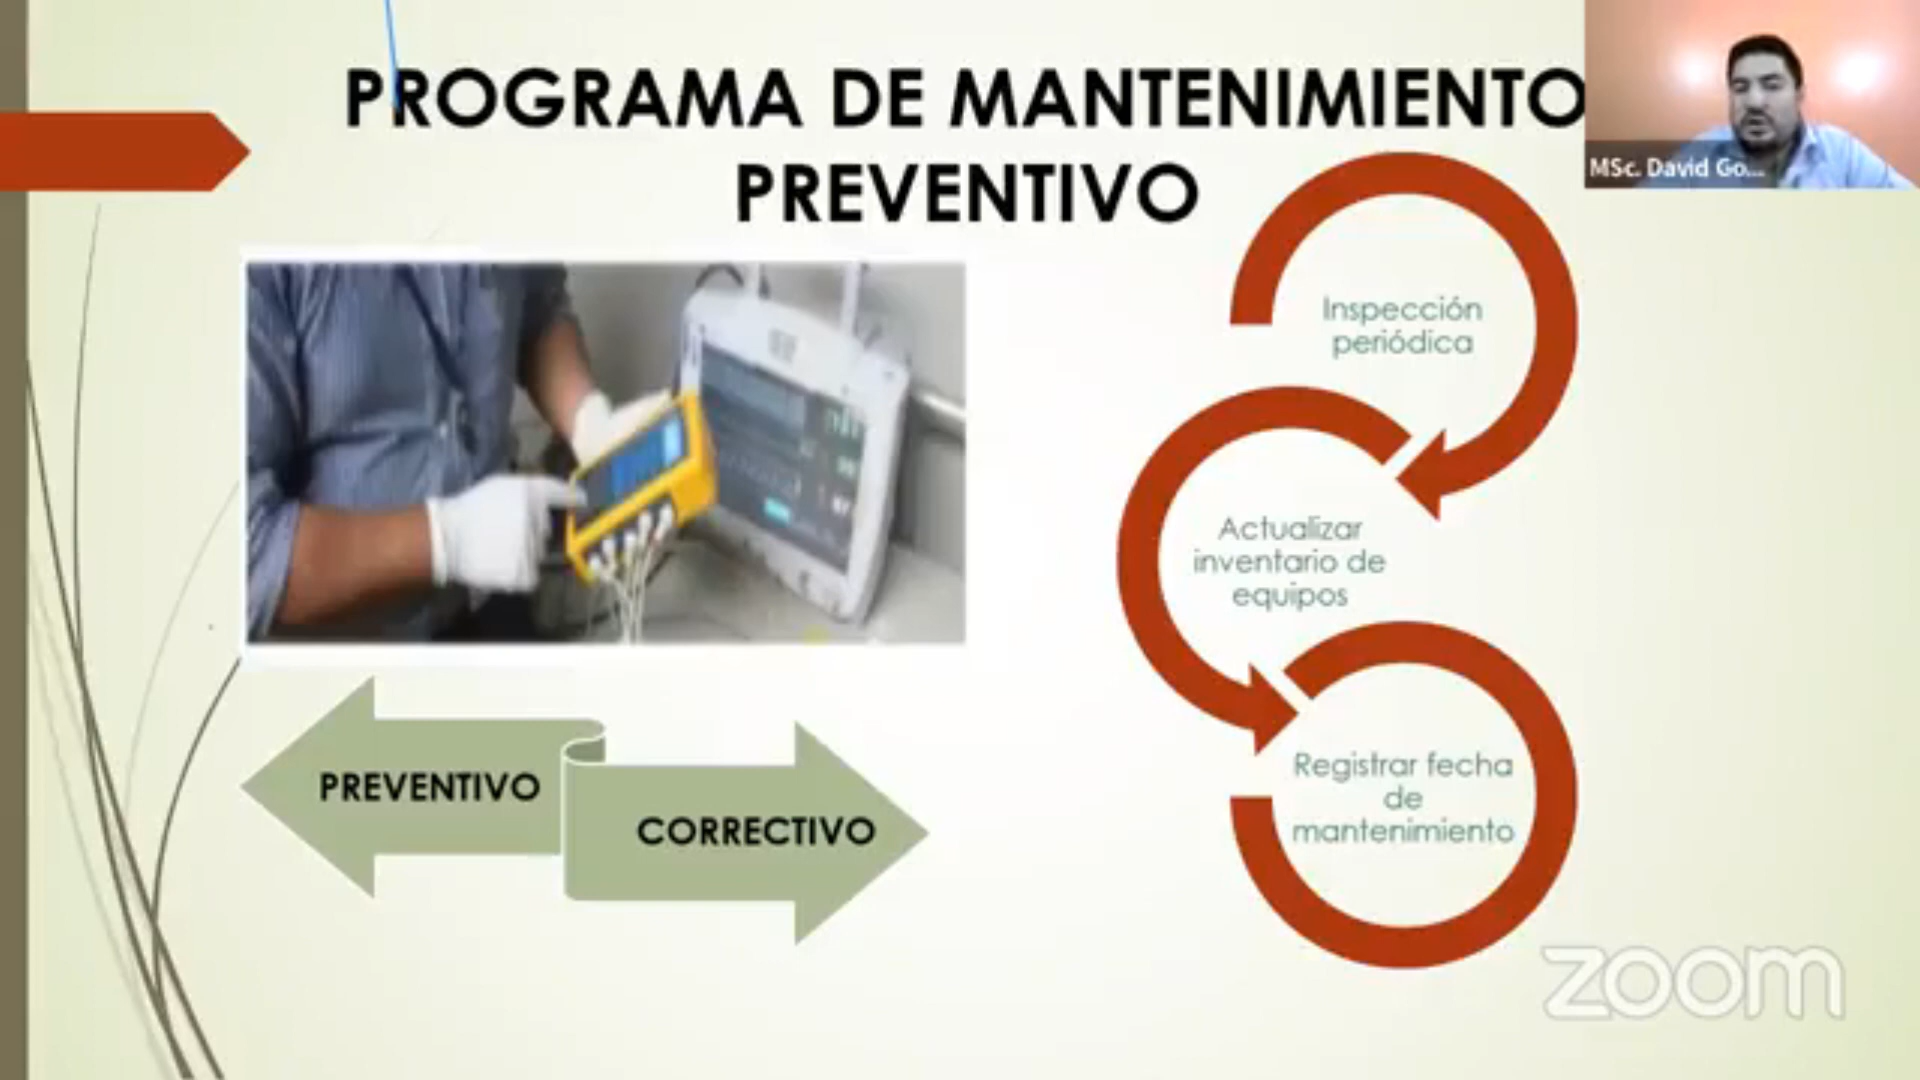 PROGRAMA DE MANTENIMIENTO
PREVENTIVO
MSc. David Go...
Inspección
periódica
Actualizar
inventario de
equipos
Registrar fecha
de
mantenimiento
PREVENTIVO
CORRECTIVO
zoom